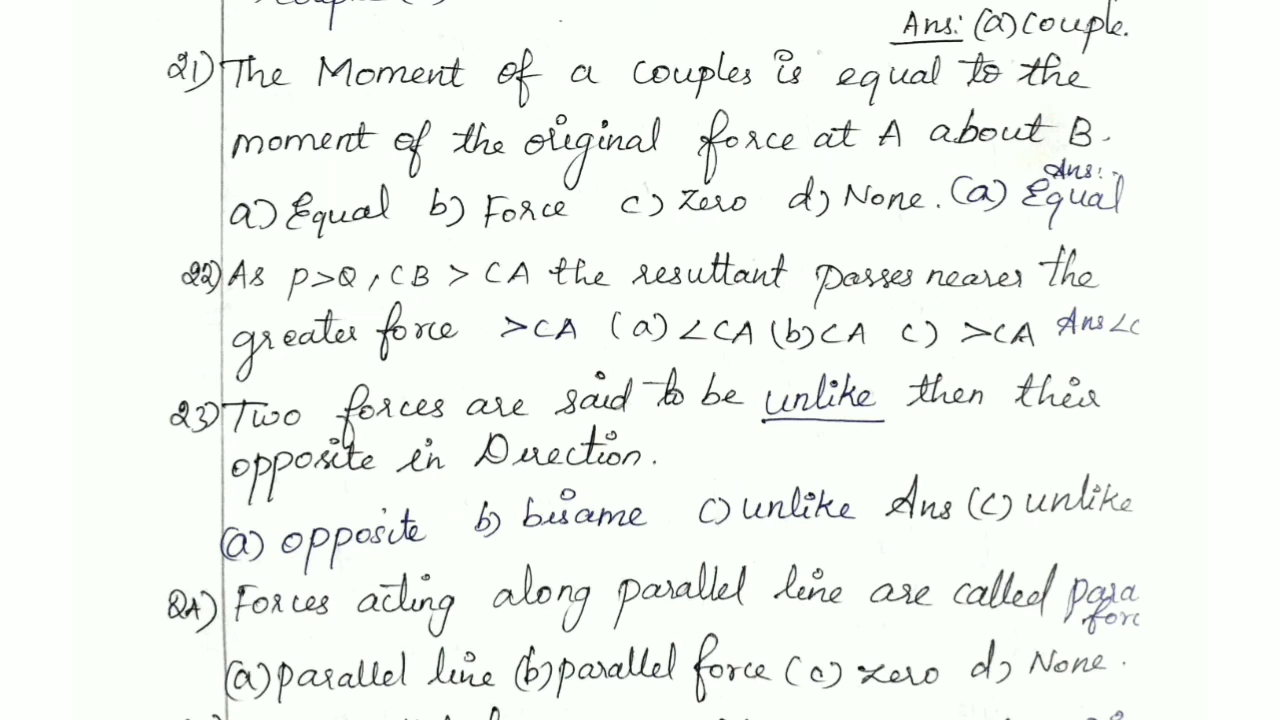 Ans: (a) couple.
21) The Moment of a couples is equal to the
moment of the original force at A about B.
a) Equal b) Force c) Zero d) None. Ans: (a) Equal
22) As P>Q, CB > CA the resuttant passes nearer the
greater force >CA (a) <CA (b) CA c) >CA Ans <C
23) Two forces are said to be unlike then their
opposite in Direction.
(a) opposite b) bisame c) unlike Ans (c) unlike
24) Forces acting along parallel line are called para
forc
(a) parallel line (b) parallel force (c) zero d) None.